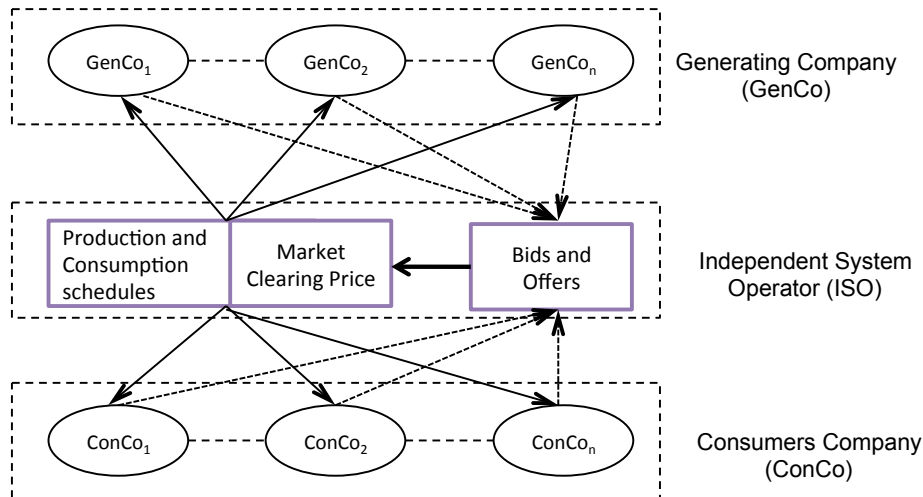 GenCo1
GenCo2
GenCon
Generating Company
(GenCo)
Production and
Consumption
schedules
Market
Clearing Price
Bids and
Offers
Independent System
Operator (ISO)
ConCo1
ConCo2
ConCon
Consumers Company
(ConCo)